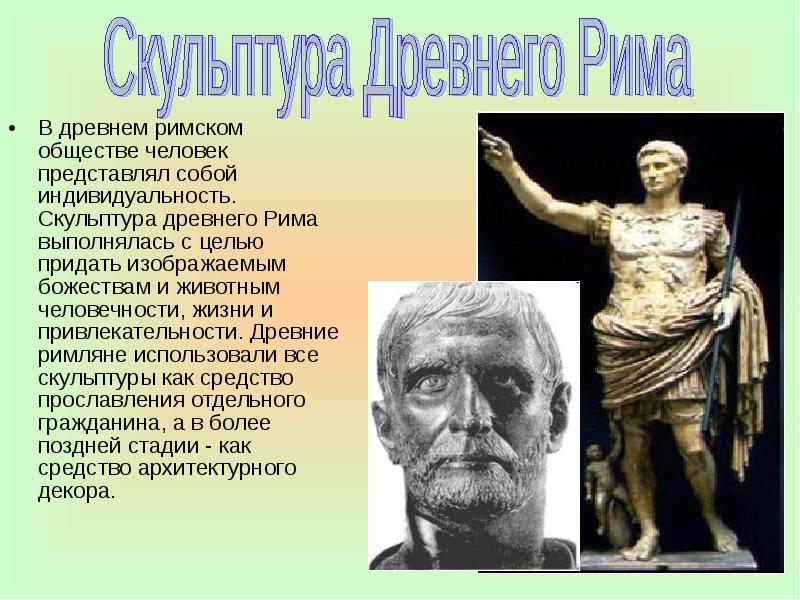 Скульптура Древнего Рима
• В древнем римском
обществе человек
представлял собой
индивидуальность.
Скульптура древнего Рима
выполнялась с целью
придать изображаемым
божествам и животным
человечности, жизни и
привлекательности. Древние
римляне использовали все
скульптуры как средство
прославления отдельного
гражданина, а в более
поздней стадии - как
средство архитектурного
декора.